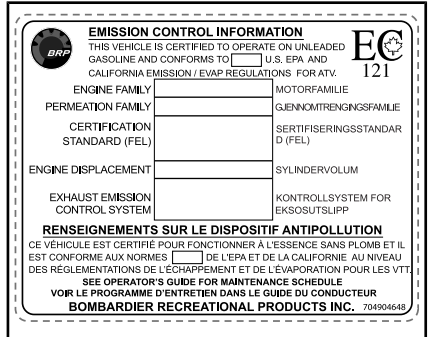 EMISSION CONTROL INFORMATION
BRP
THIS VEHICLE IS CERTIFIED TO OPERATE ON UNLEADED
GASOLINE AND CONFORMS TO U.S. EPA AND
CALIFORNIA EMISSION / EVAP REGULATIONS FOR ATV.
EC
121
ENGINE FAMILY MOTORFAMILIE
PERMEATION FAMILY GJENNOMTRENGINGSFAMILIE
CERTIFICATION SERTIFISERINGSSTANDAR
STANDARD (FEL) D (FEL)
ENGINE DISPLACEMENT SYLINDERVOLUM
EXHAUST EMISSION KONTROLLSYSTEM FOR
CONTROL SYSTEM EKSOSUTSLIPP
RENSEIGNEMENTS SUR LE DISPOSITIF ANTIPOLLUTION
CE VÉHICULE EST CERTIFIÉ POUR FONCTIONNER À L'ESSENCE SANS PLOMB ET IL
EST CONFORME AUX NORMES DE L'EPA ET DE LA CALIFORNIE AU NIVEAU
DES RÉGLEMENTATIONS DE L'ÉCHAPPEMENT ET DE L'ÉVAPORATION POUR LES VTT.
SEE OPERATOR'S GUIDE FOR MAINTENANCE SCHEDULE
VOIR LE PROGRAMME D'ENTRETIEN DANS LE GUIDE DU CONDUCTEUR
BOMBARDIER RECREATIONAL PRODUCTS INC. 704904648